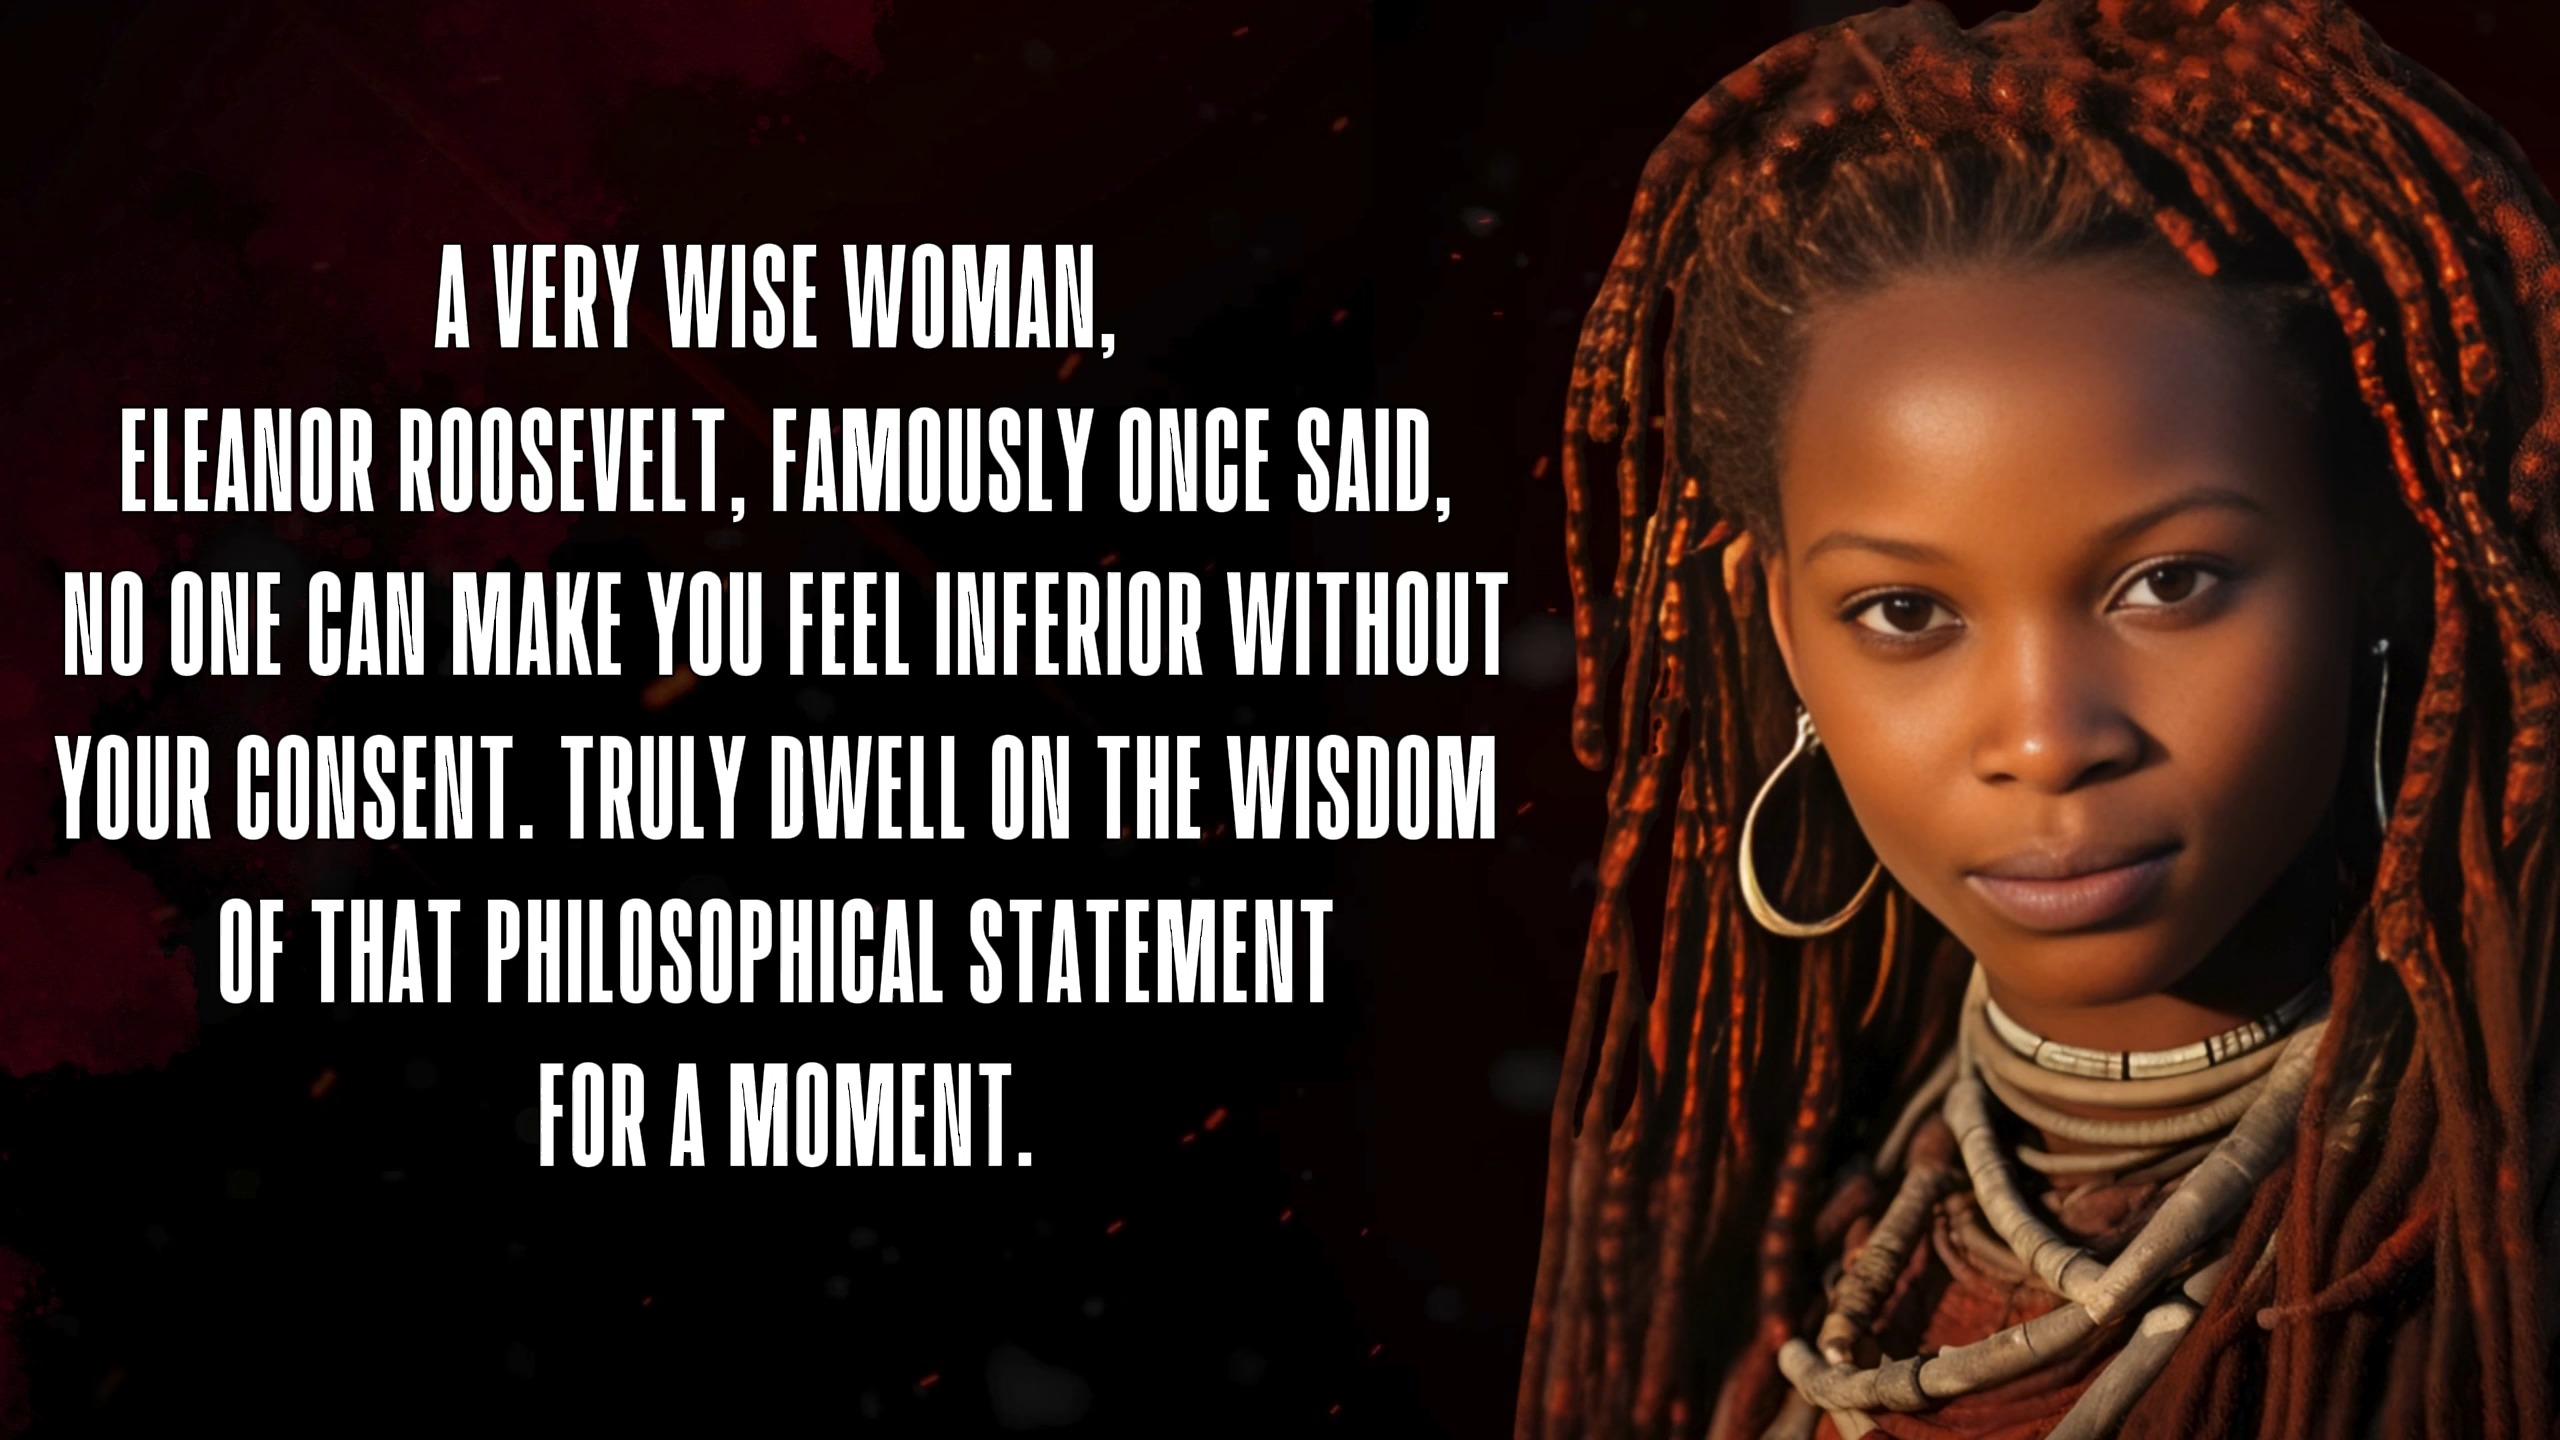 A VERY WISE WOMAN,
ELEANOR ROOSEVELT, FAMOUSLY ONCE SAID,
NO ONE CAN MAKE YOU FEEL INFERIOR WITHOUT
YOUR CONSENT. TRULY DWELL ON THE WISDOM
OF THAT PHILOSOPHICAL STATEMENT
FOR A MOMENT.